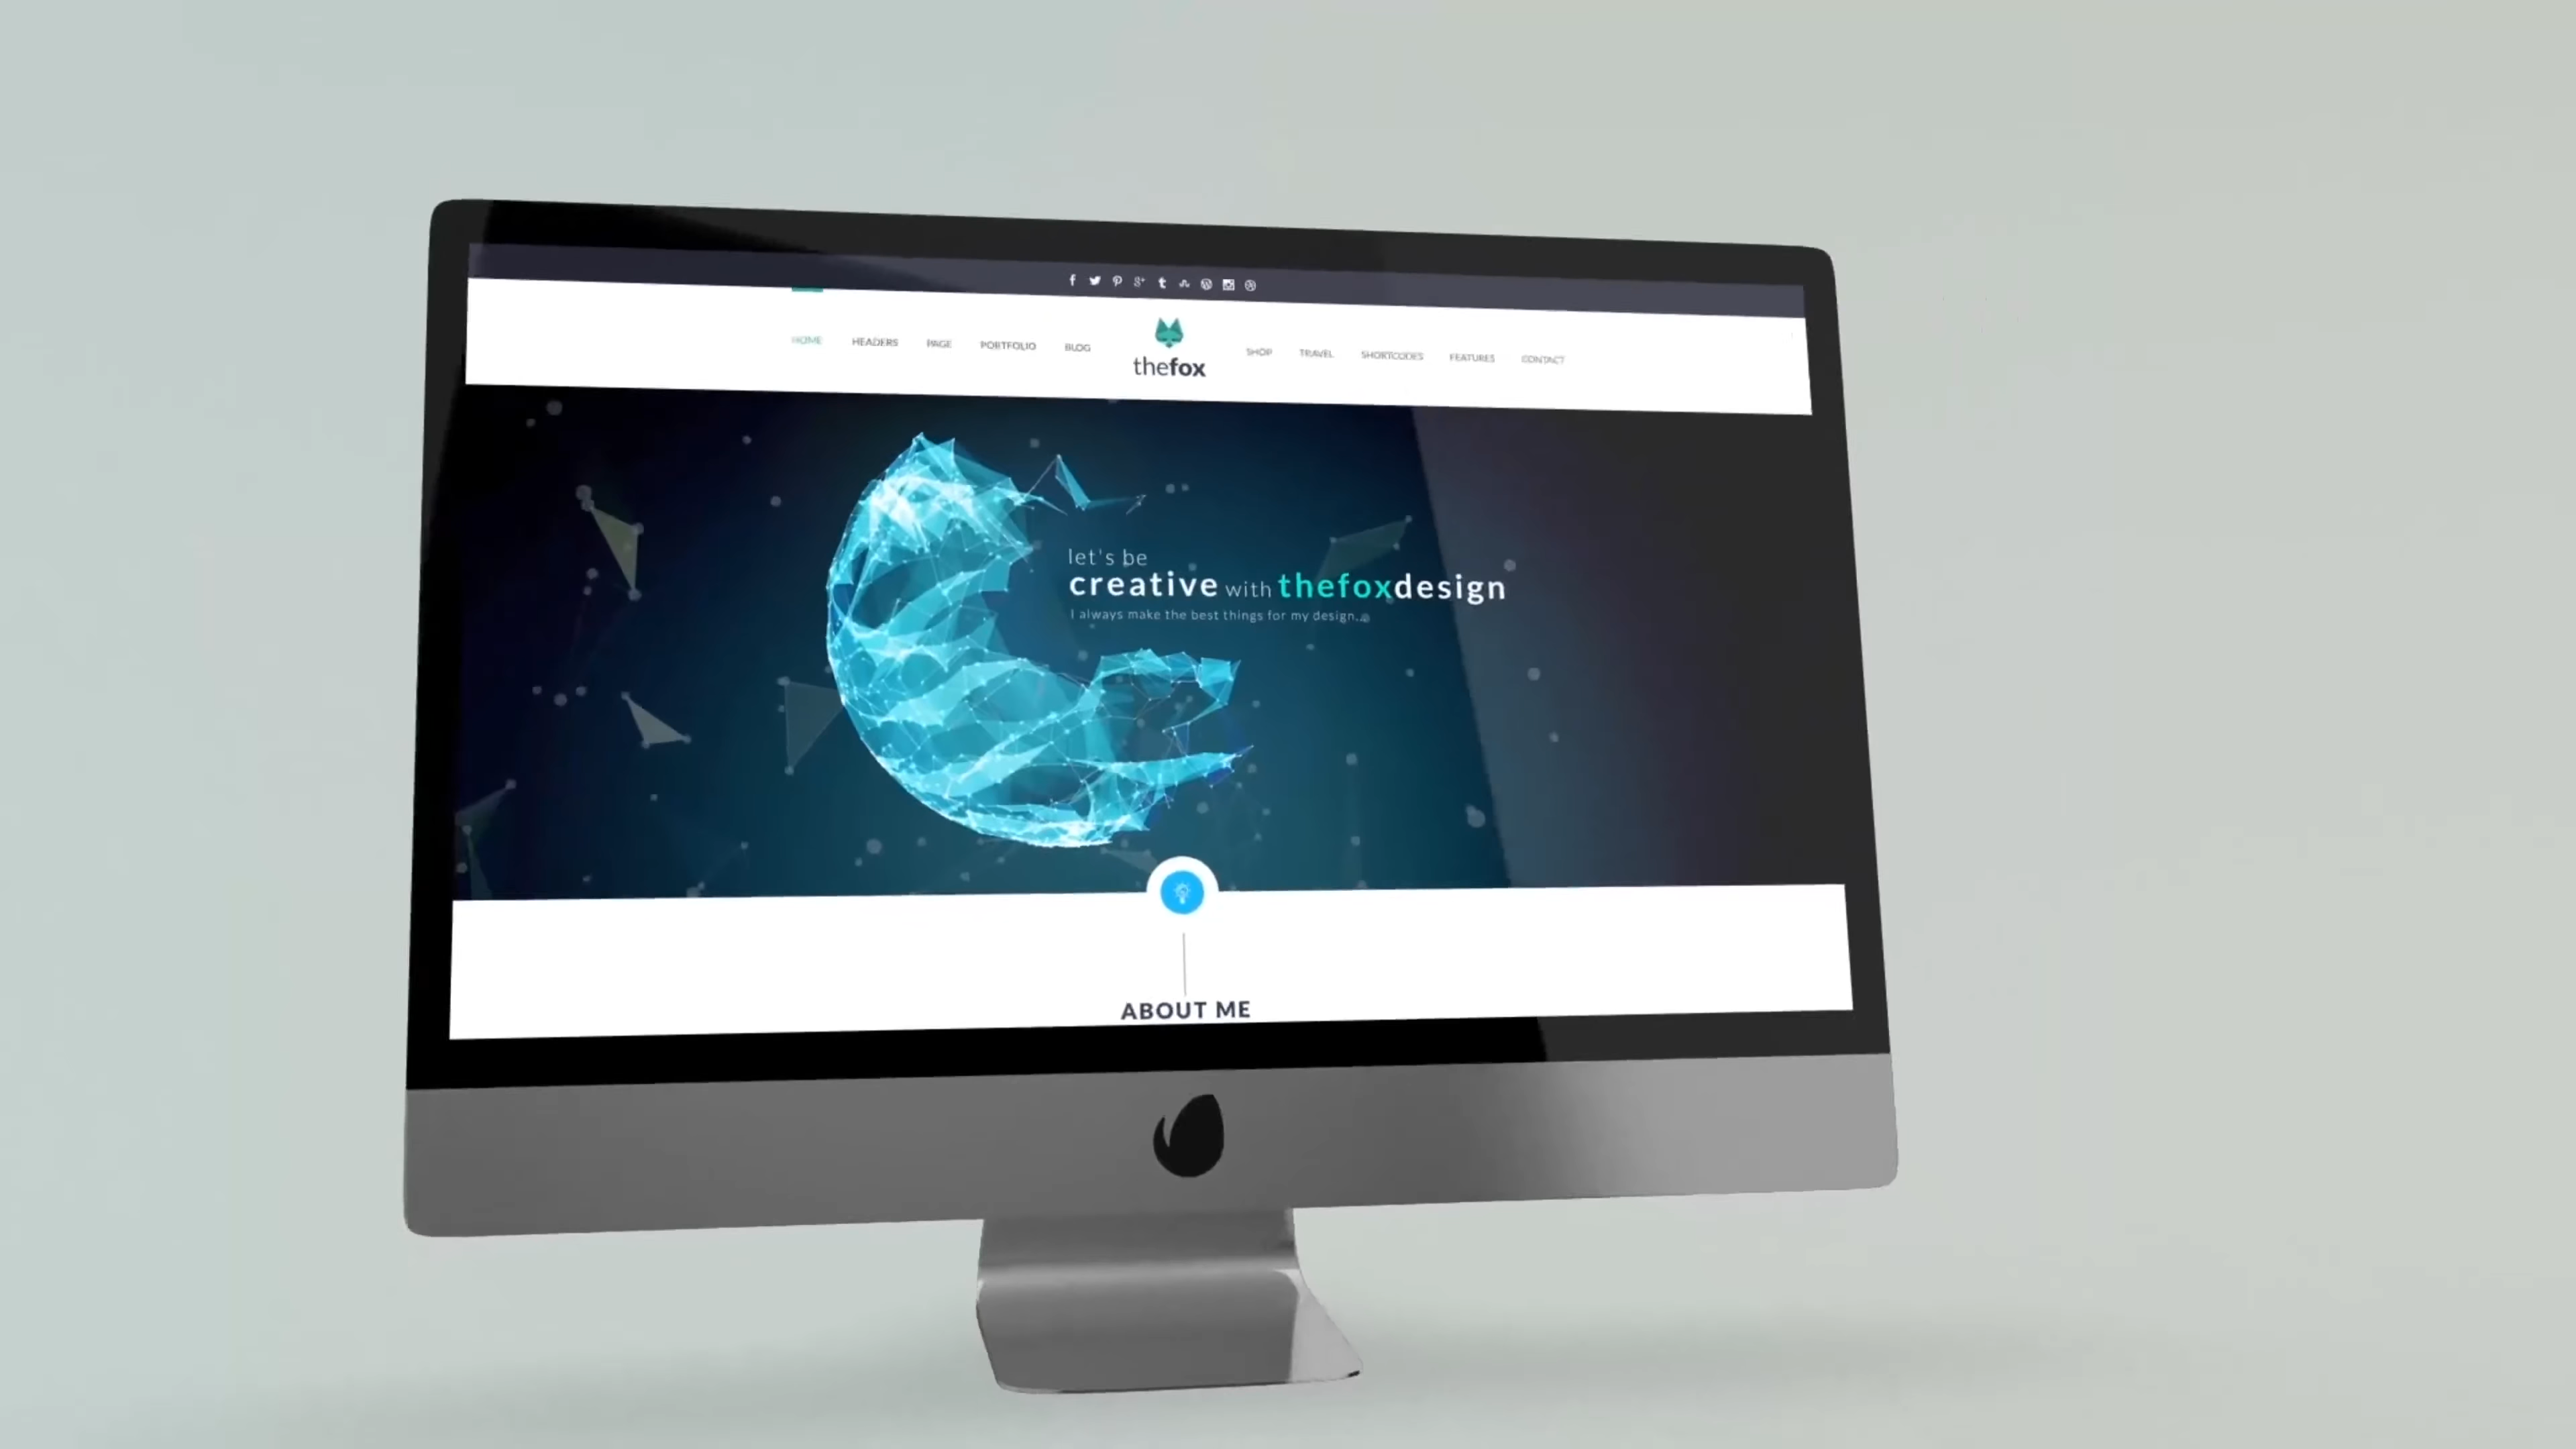 HOME HEADERS PAGE PORTFOLIO BLOG thefox SHOP TRAVEL SHORTCODES FEATURES CONTACT
let's be
creative with thefoxdesign
I always make the best things for my design...
ABOUT ME